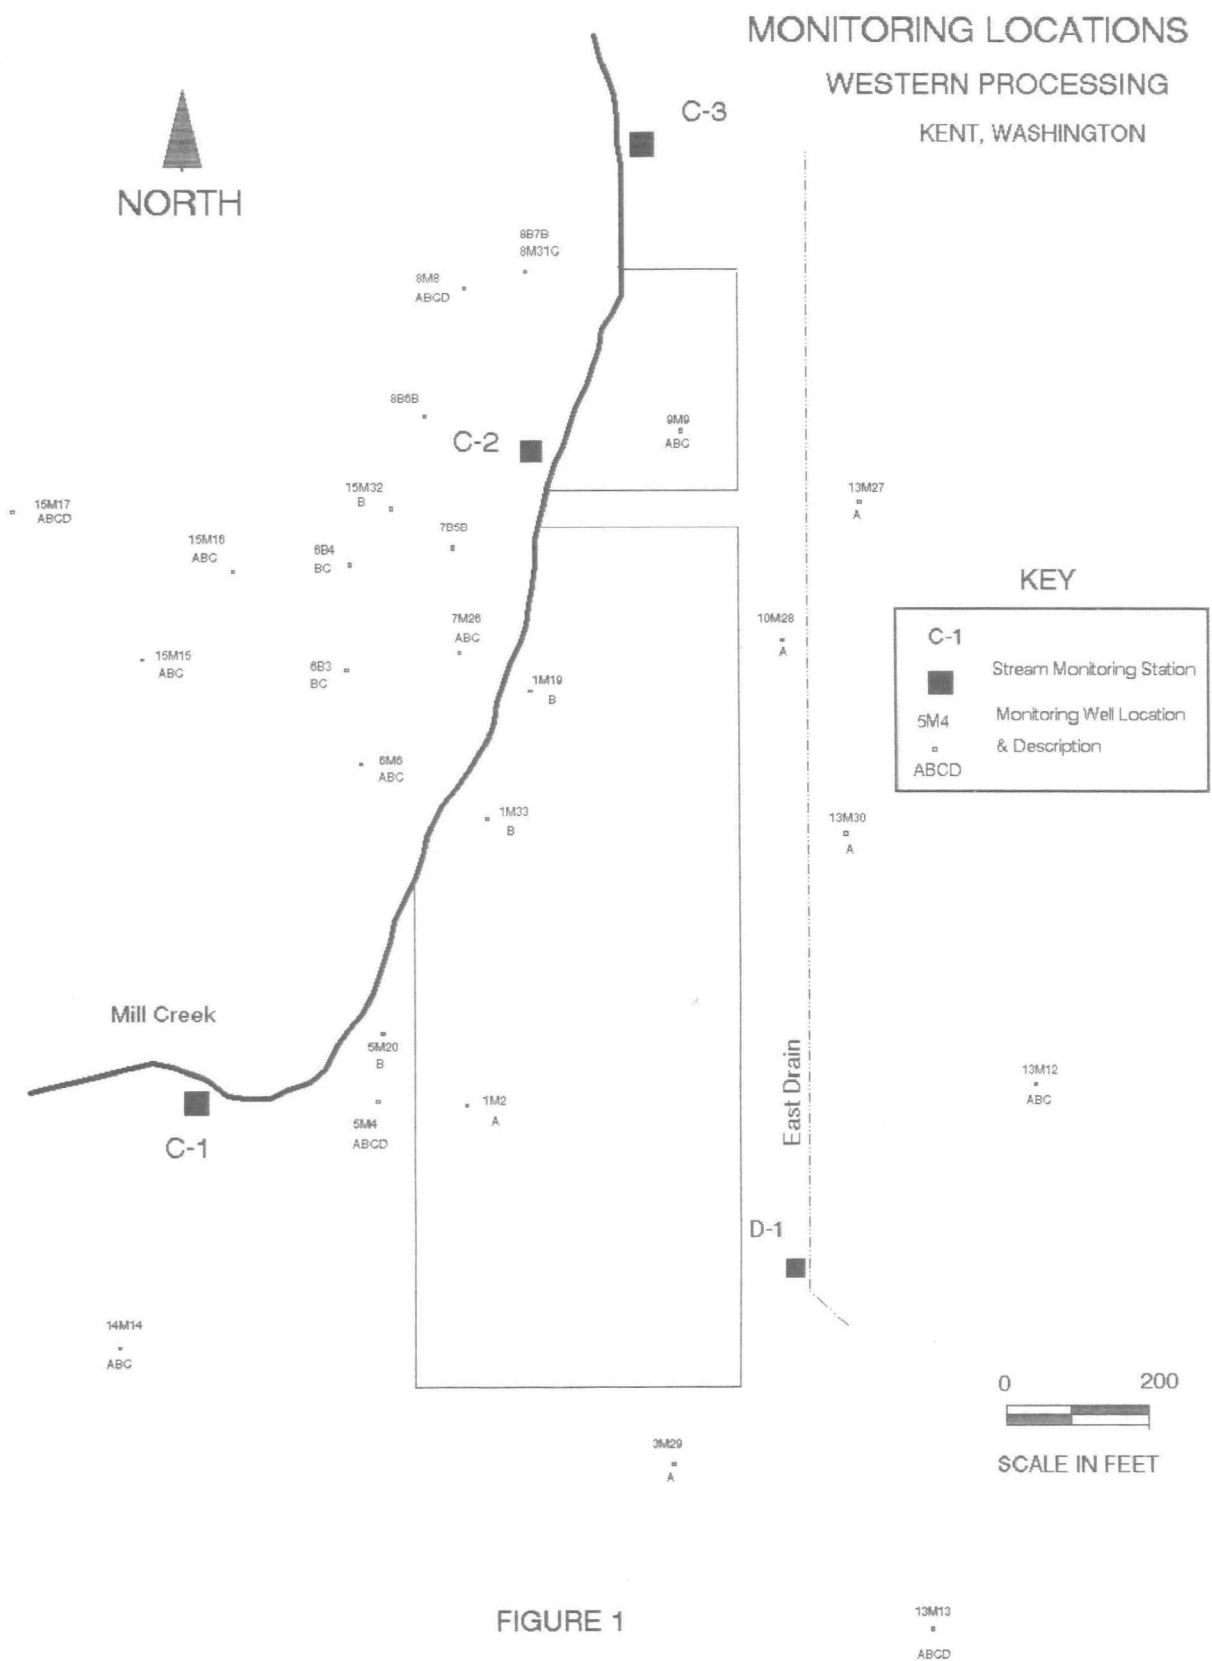 MONITORING LOCATIONS
WESTERN PROCESSING
KENT, WASHINGTON
C-3
NORTH
8B7B
8M31C
8M8
ABCD
8B6B
C-2
9M9
ABC
15M17
ABCD
15M32
B
13M27
A
15M16
ABC
6B4
BC
7B5B
KEY
C-1
Stream Monitoring Station
5M4
Monitoring Well Location
& Description
ABCD
7M26
ABC
10M28
A
15M15
ABC
6B3
BC
1M19
B
6M6
ABC
1M33
B
13M30
A
Mill Creek
5M20
B
East Drain
13M12
ABC
C-1
5M4
ABCD
1M2
A
D-1
14M14
ABC
0 200
SCALE IN FEET
3M29
A
FIGURE 1
13M13
ABCD